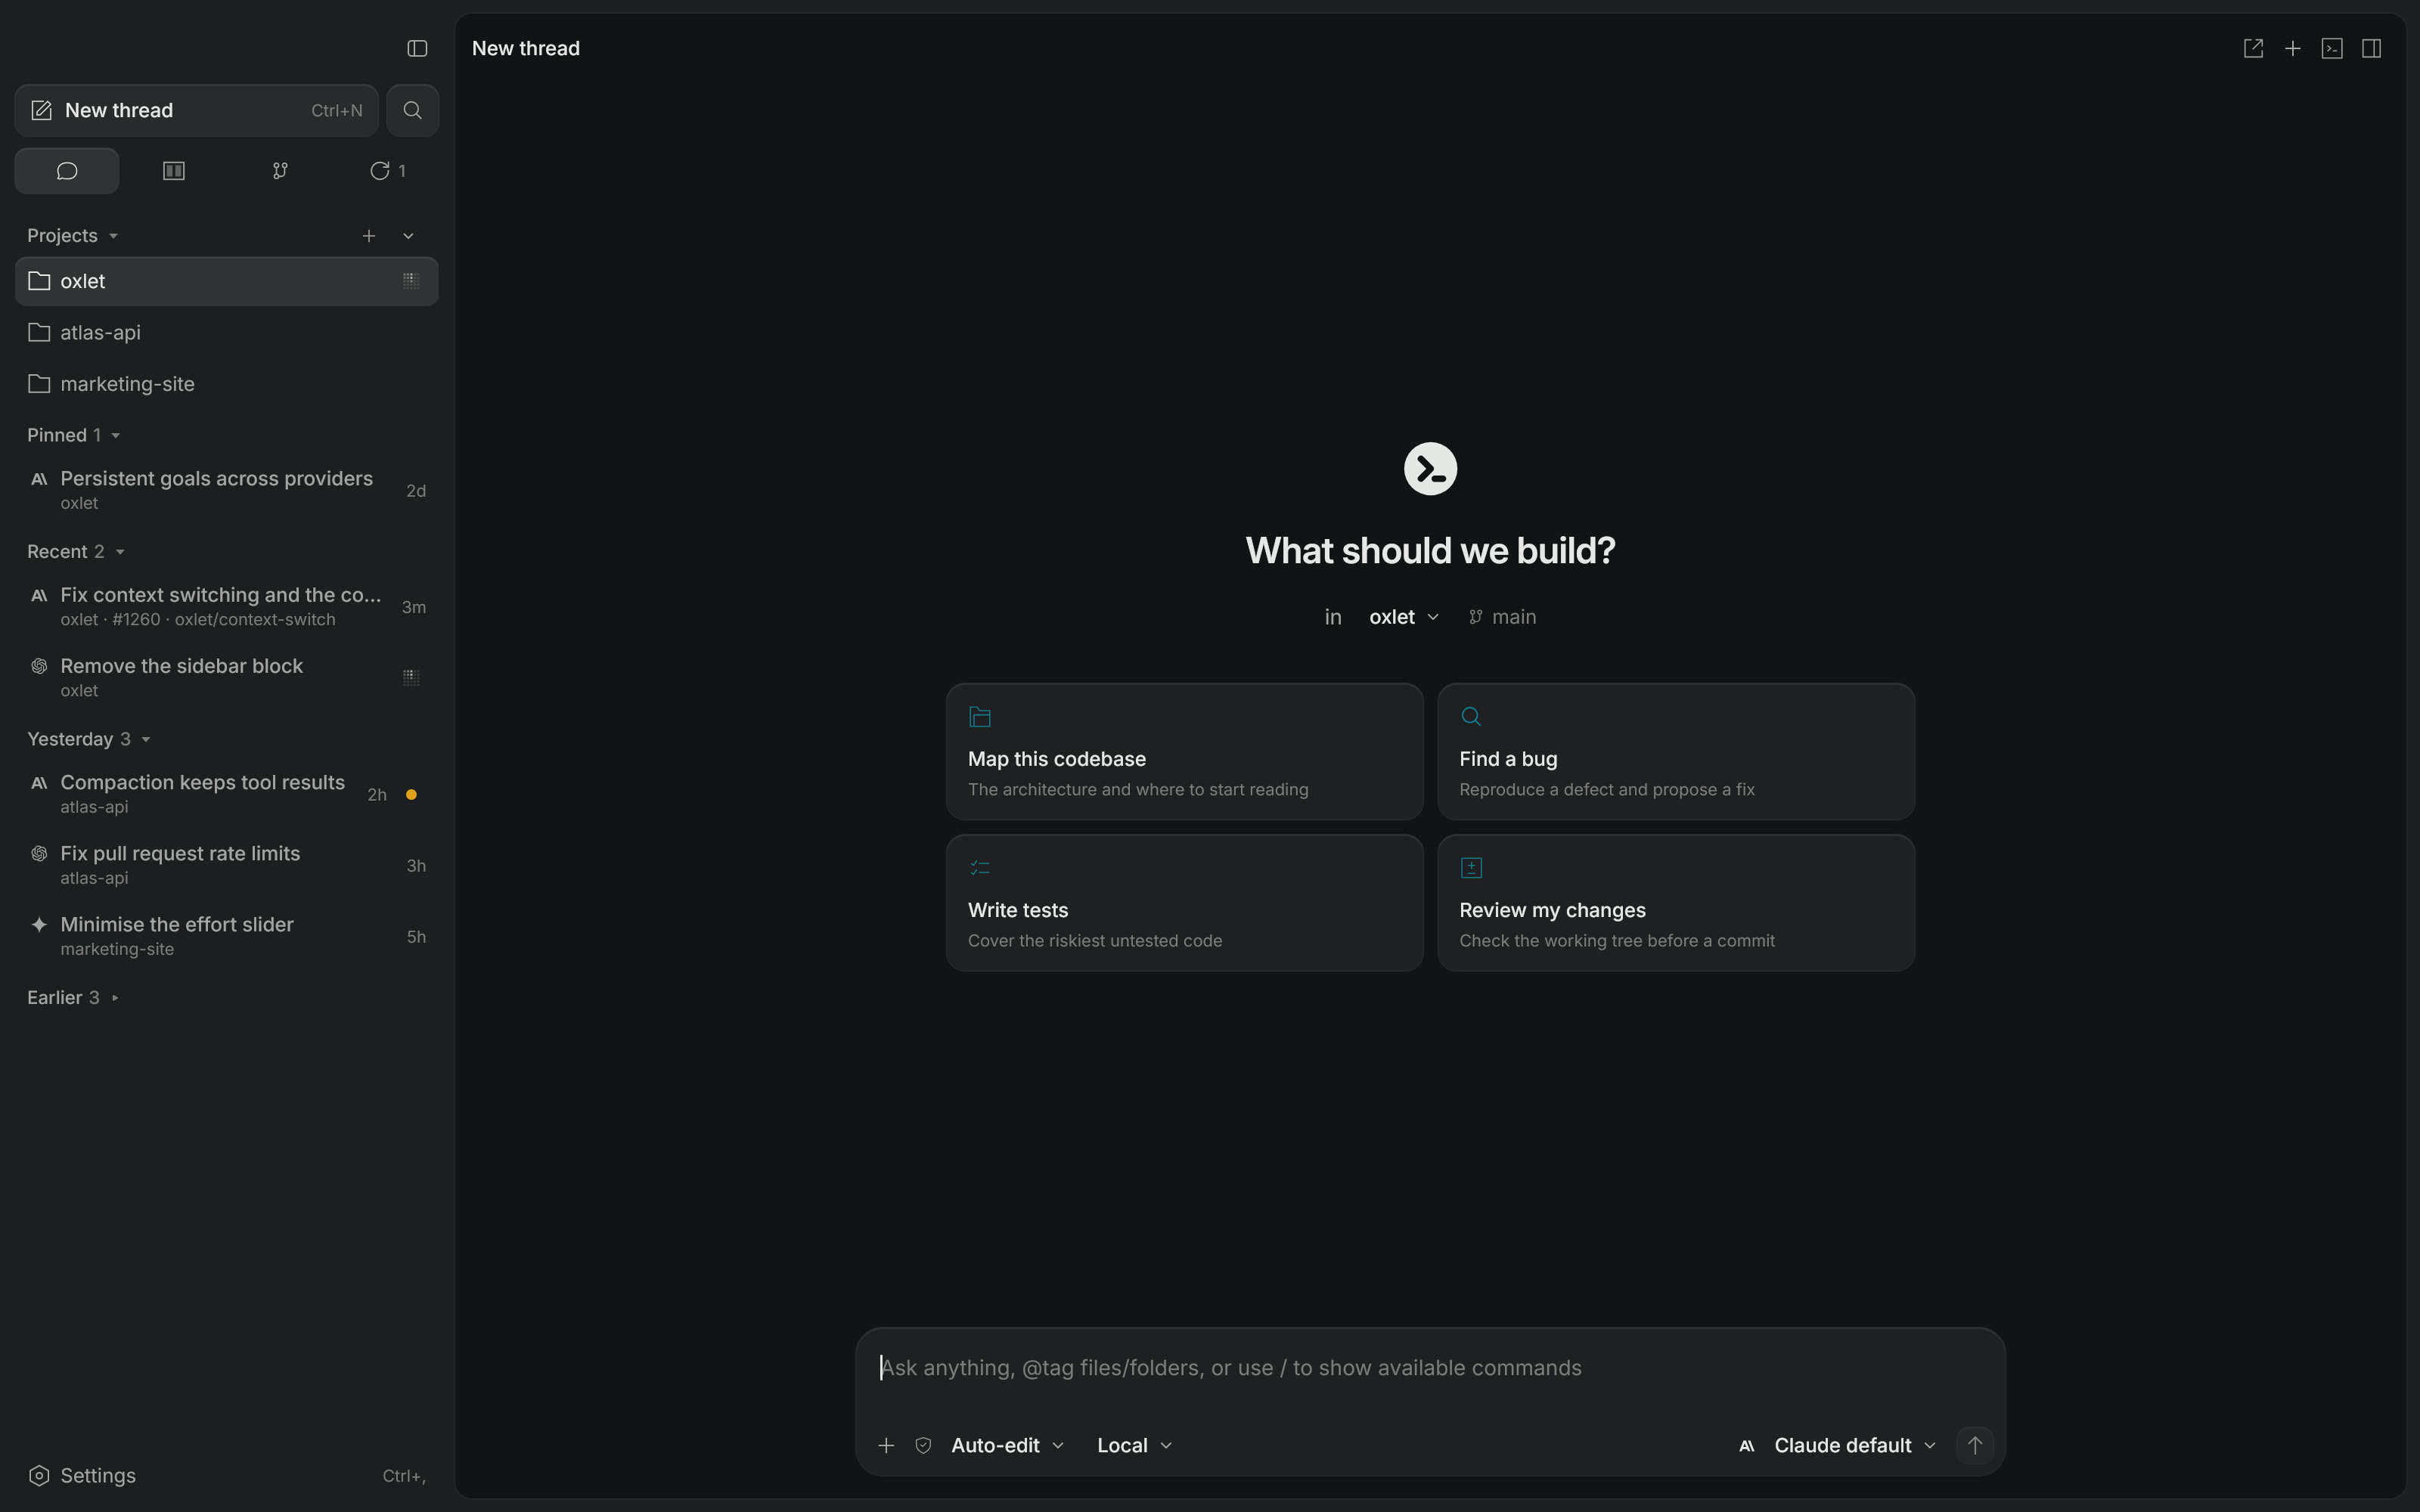 New thread
Ctrl+N
1
Projects
oxlet
atlas-api
marketing-site
Pinned 1
Persistent goals across providers
oxlet
2d
Recent 2
Fix context switching and the co...
oxlet · #1260 · oxlet/context-switch
3m
Remove the sidebar block
oxlet
Yesterday 3
Compaction keeps tool results
atlas-api
2h
Fix pull request rate limits
atlas-api
3h
Minimise the effort slider
marketing-site
5h
Earlier 3
Settings
Ctrl+,
New thread
What should we build?
in oxlet main
Map this codebase
The architecture and where to start reading
Find a bug
Reproduce a defect and propose a fix
Write tests
Cover the riskiest untested code
Review my changes
Check the working tree before a commit
Ask anything, @tag files/folders, or use / to show available commands
Auto-edit
Local
Claude default